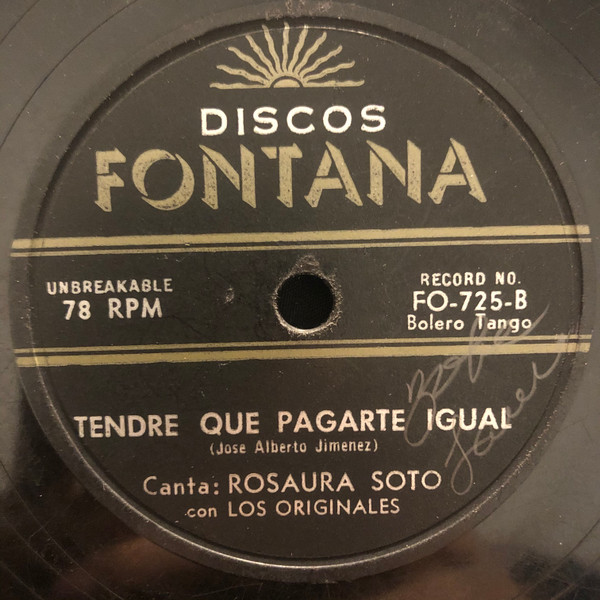 DISCOS
FONTANA
UNBREAKABLE
78 RPM
RECORD NO.
FO-725-B
Bolero Tango
TENDRE QUE PAGARTE IGUAL
(Jose Alberto Jimenez)
Canta: ROSAURA SOTO
con LOS ORIGINALES